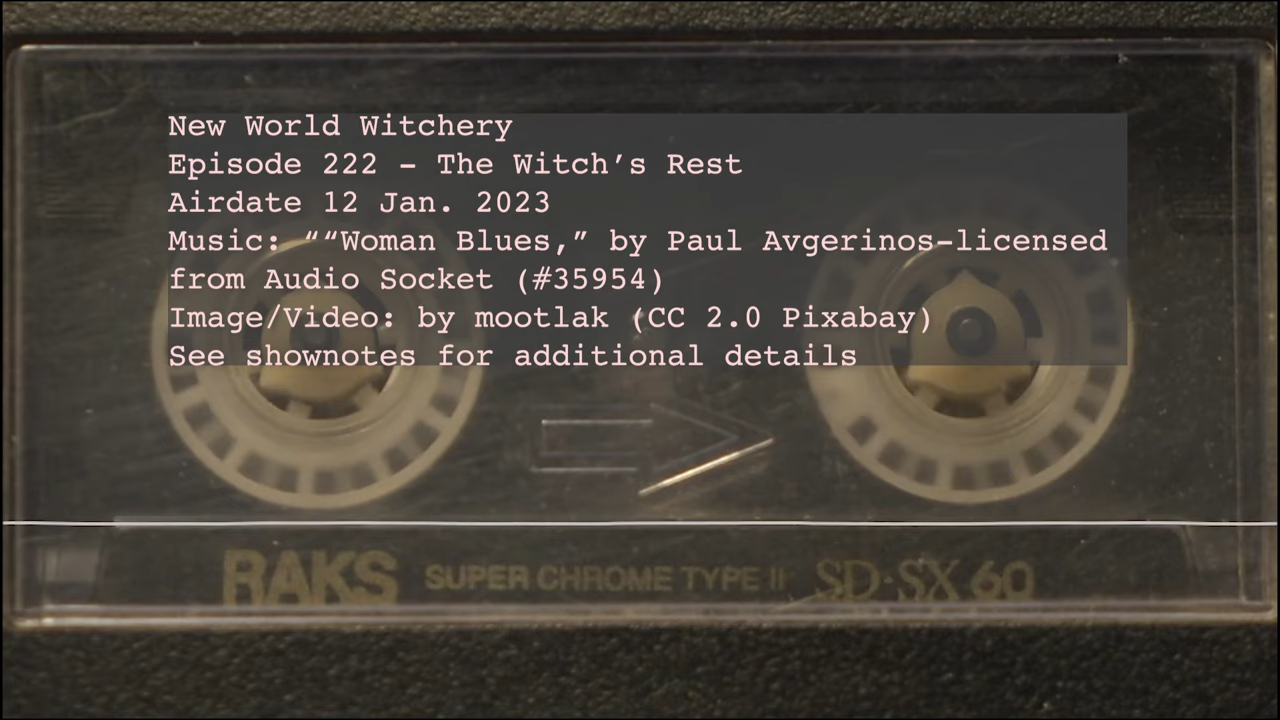 New World Witchery
Episode 222 – The Witch’s Rest
Airdate 12 Jan. 2023
Music: ““Woman Blues,” by Paul Avgerinos–licensed
from Audio Socket (#35954)
Image/Video: by mootlak (CC 2.0 Pixabay)
See shownotes for additional details
RAKS SUPER CHROME TYPE II SD·SX 60